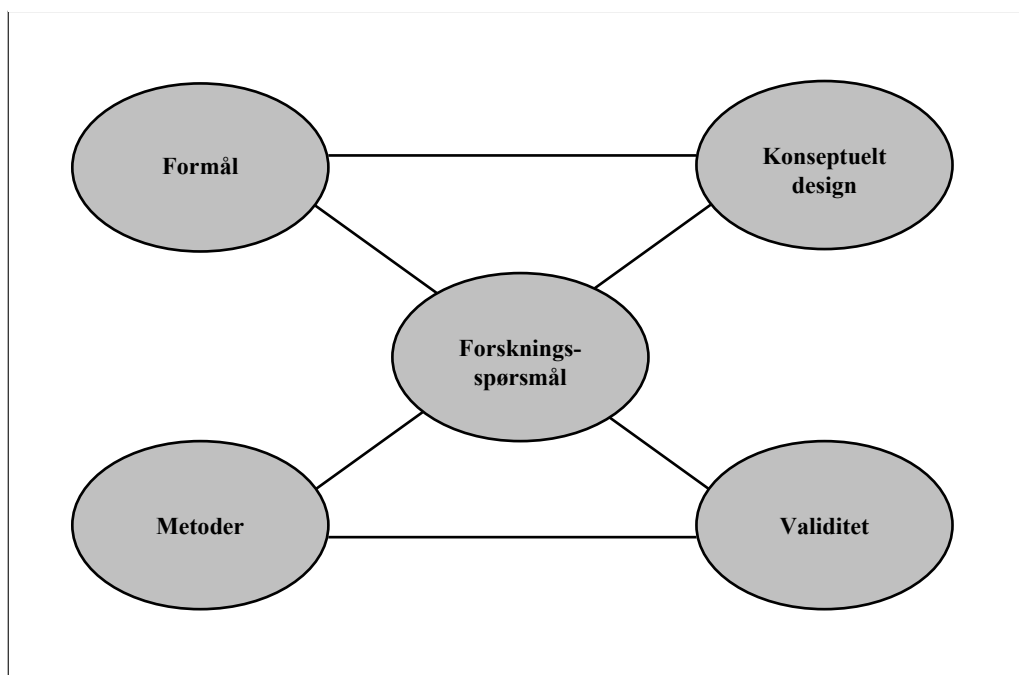 Formål
Konseptuelt
design
Forsknings-
spørsmål
Metoder
Validitet